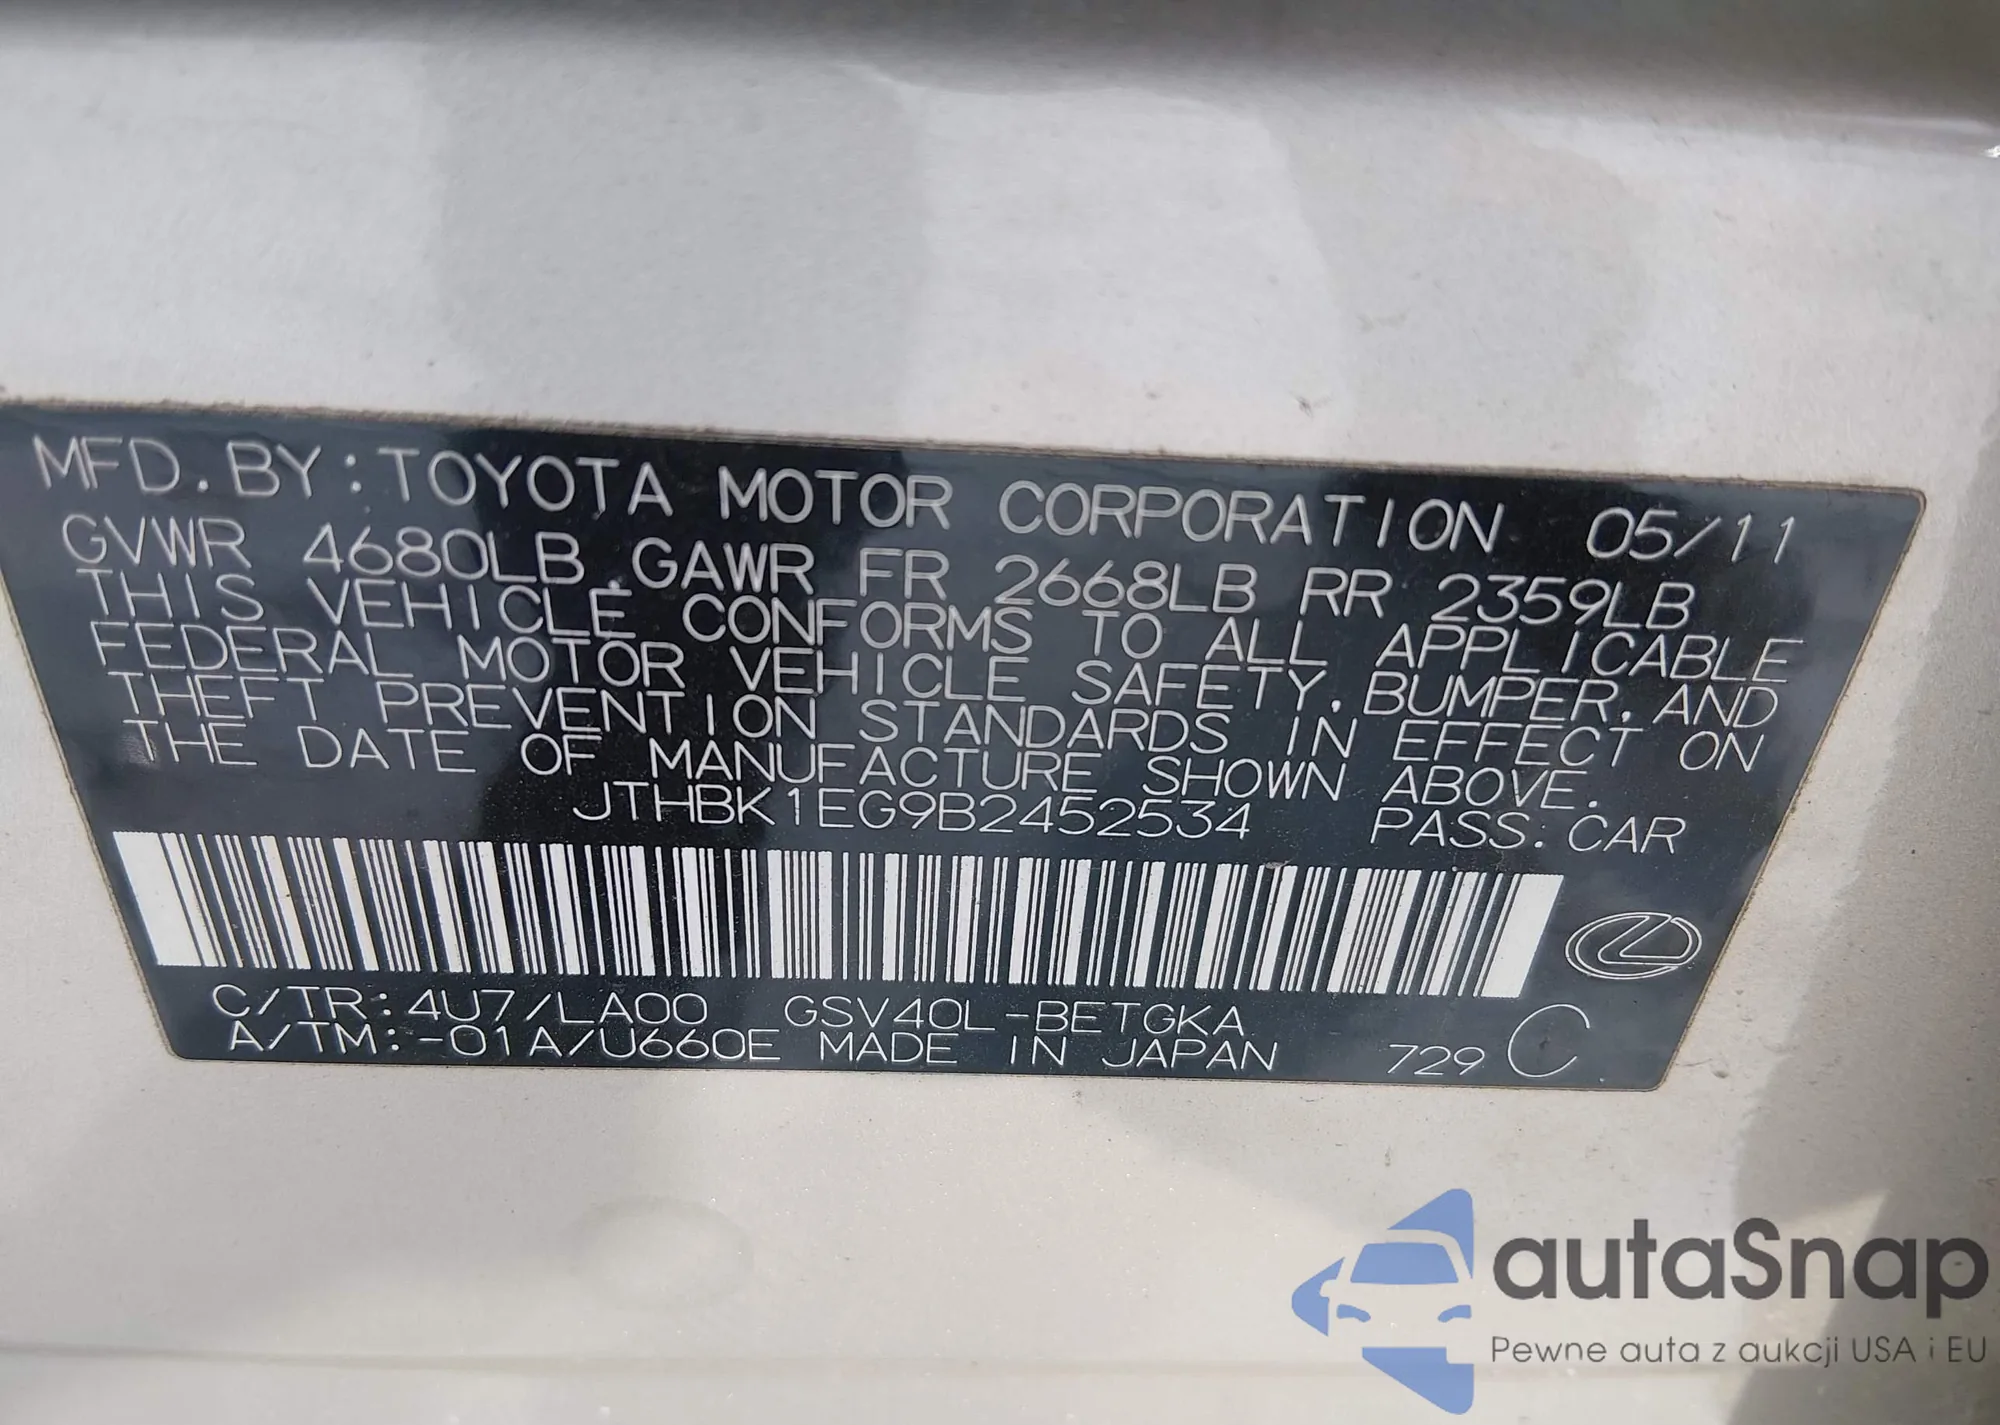 MFD. BY: TOYOTA MOTOR CORPORATION 05/11
GVWR 4680LB, GAWR FR 2668LB RR 2359LB
THIS VEHICLE CONFORMS TO ALL APPLICABLE
FEDERAL MOTOR VEHICLE SAFETY, BUMPER, AND
THEFT PREVENTION STANDARDS IN EFFECT ON
THE DATE OF MANUFACTURE SHOWN ABOVE.
JTHBK1EG9B2452534 PASS. CAR
C/TR: 4U7/LA00 GSV40L-BETGKA
A/TM: -01A/U660E MADE IN JAPAN 729 C
autaSnap
Pewne auta z aukcji USA i EU